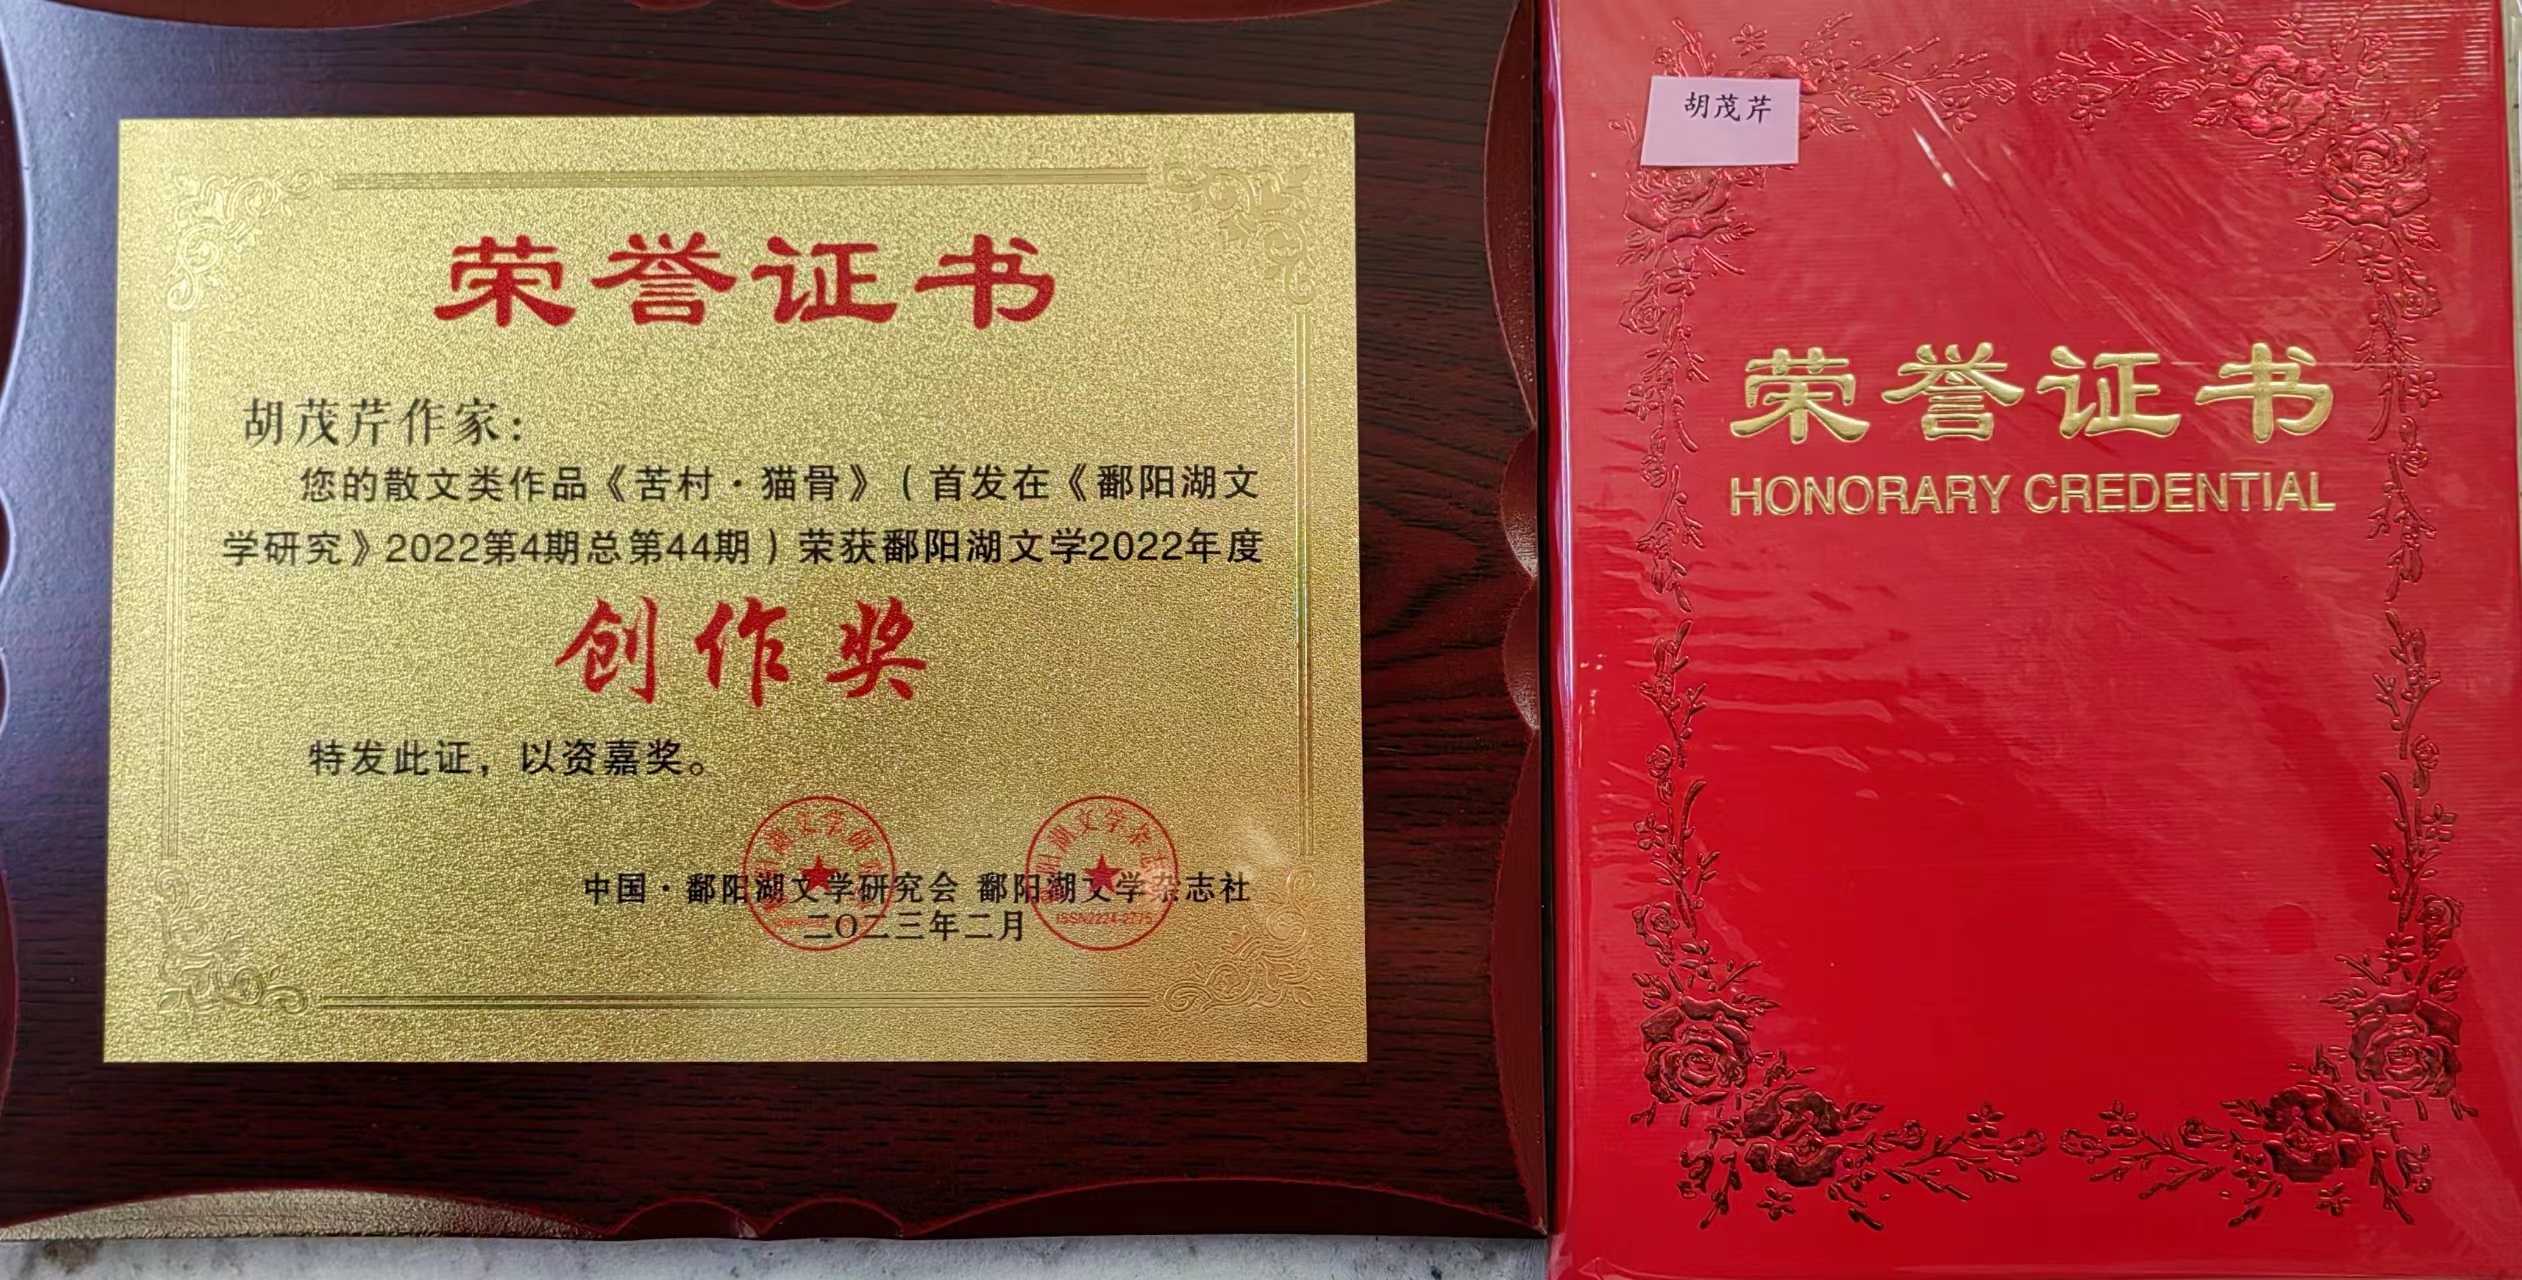 荣誉证书
胡茂芹作家：
您的散文类作品《苦村·猫骨》（首发在《鄱阳湖文
学研究》2022第4期总第44期）荣获鄱阳湖文学2022年度
创作奖
特发此证，以资嘉奖。
中国·鄱阳湖文学研究会 鄱阳湖文学杂志社
二〇二三年二月
ISSN2224-2775
胡茂芹
荣誉证书
HONORARY CREDENTIAL